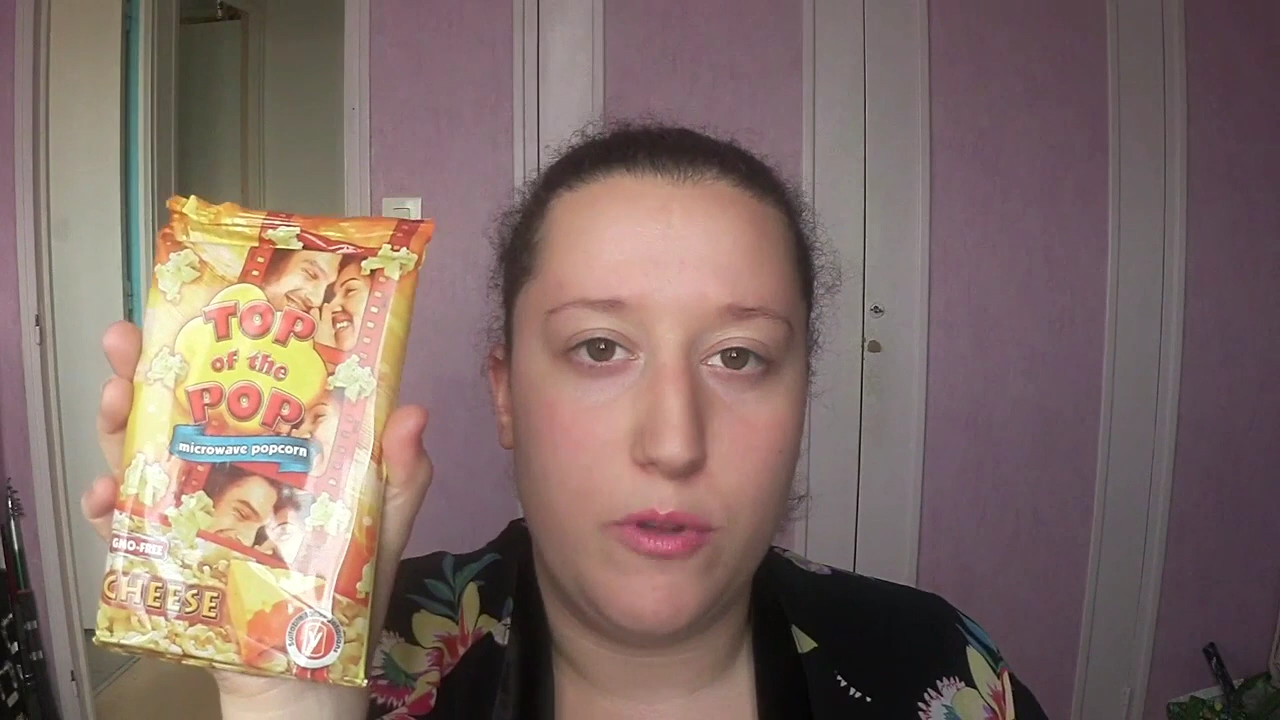 TOP
of the
POP
microwave popcorn
GMO-FREE
CHEESE